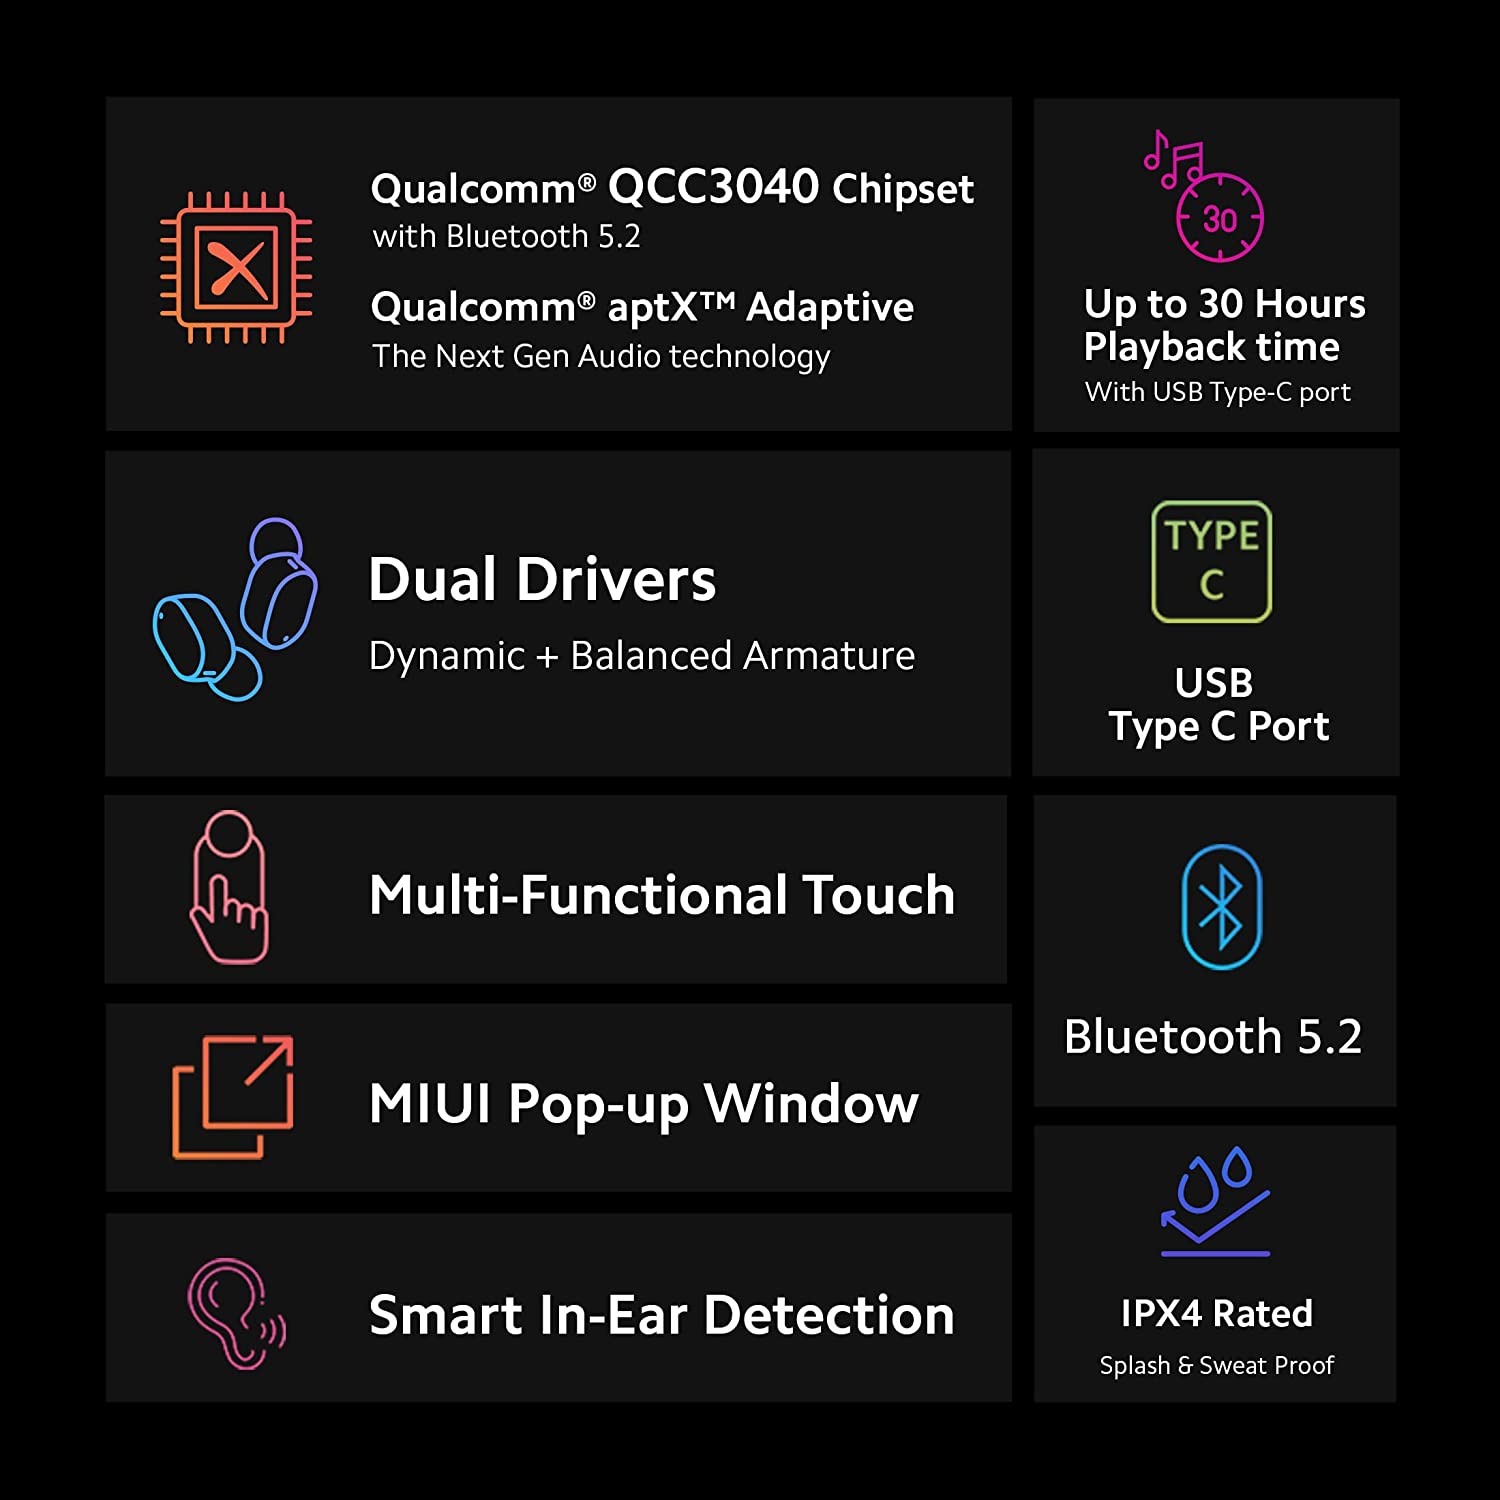 Qualcomm® QCC3040 Chipset
with Bluetooth 5.2
Qualcomm® aptX™ Adaptive
The Next Gen Audio technology
30
Up to 30 Hours
Playback time
With USB Type-C port
Dual Drivers
Dynamic + Balanced Armature
TYPE
C
USB
Type C Port
Multi-Functional Touch
Bluetooth 5.2
MIUI Pop-up Window
IPX4 Rated
Splash & Sweat Proof
Smart In-Ear Detection